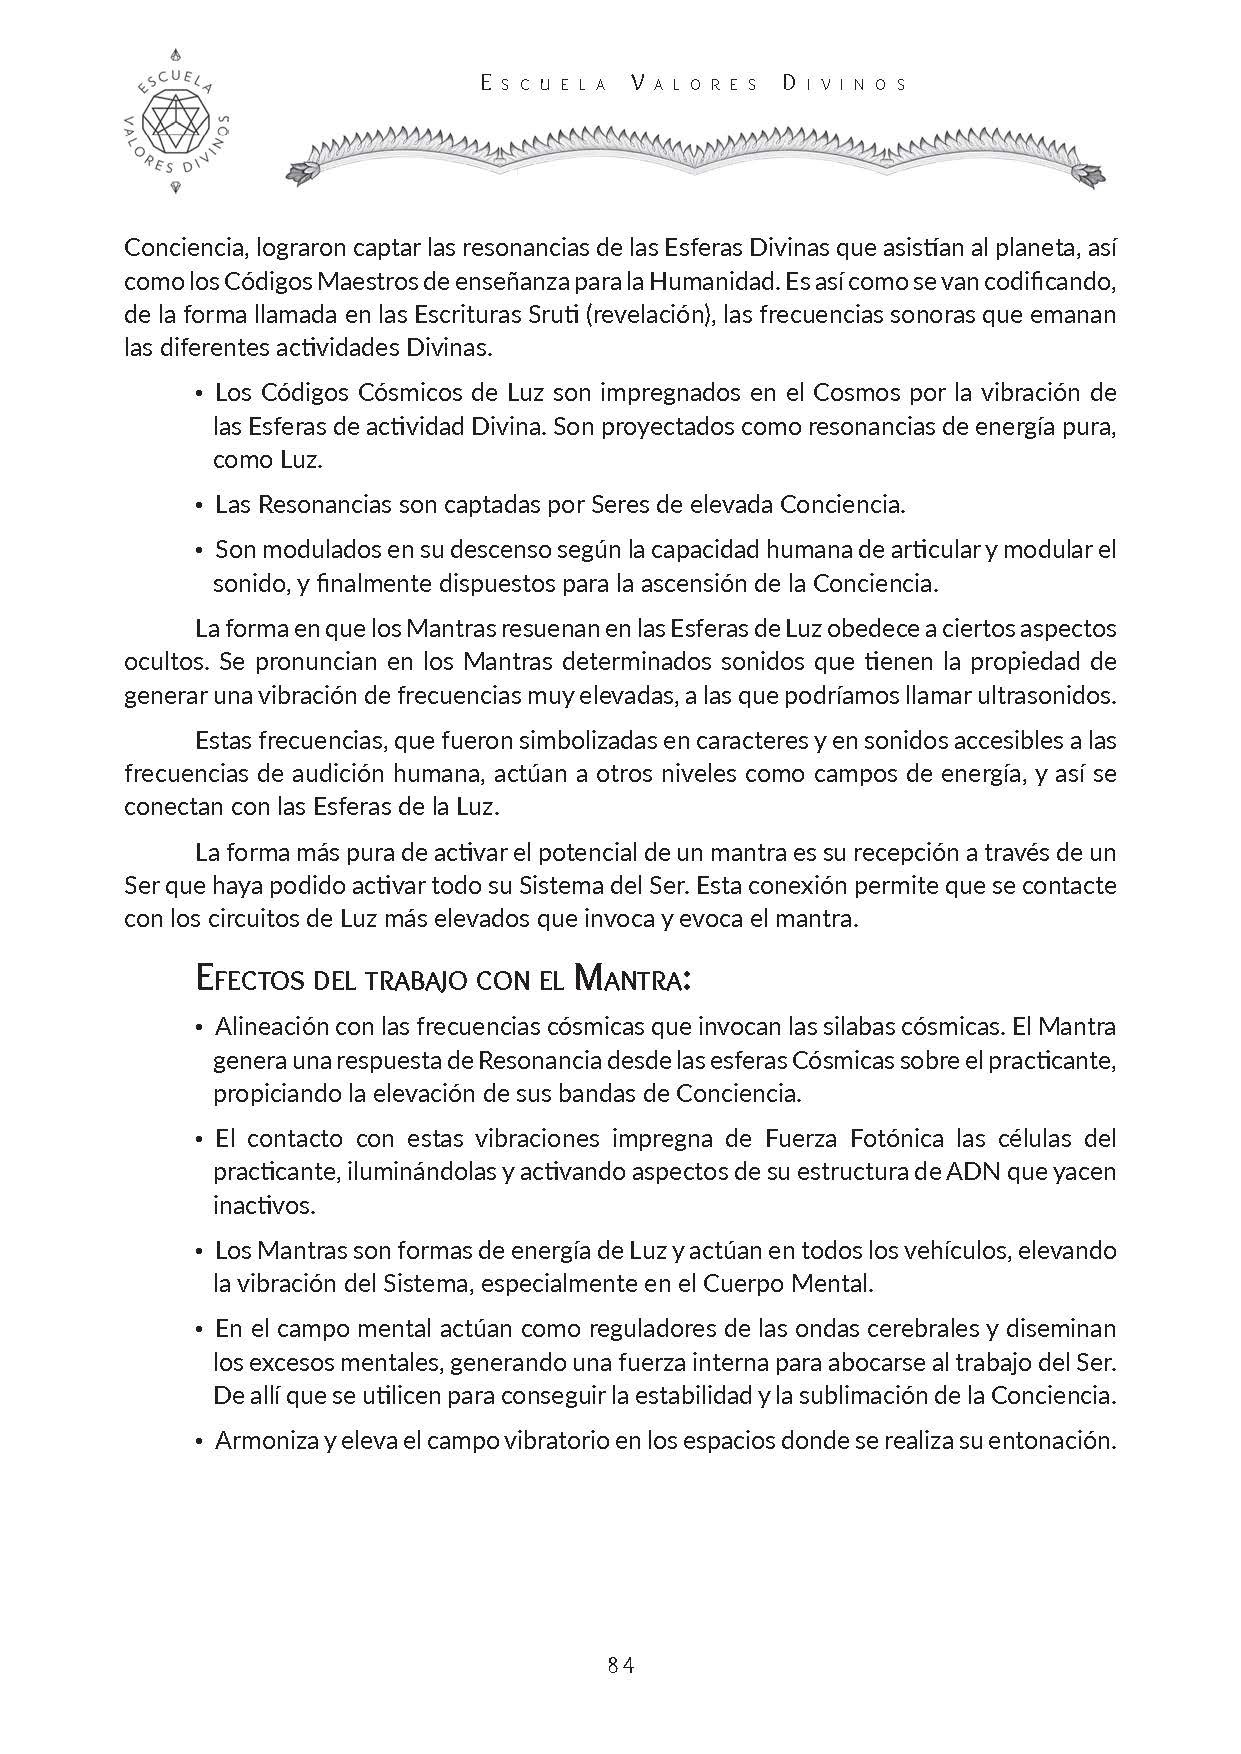 ESCUELA VALORES DIVINOS
ESCUELA VALORES DIVINOS
Conciencia, lograron captar las resonancias de las Esferas Divinas que asistían al planeta, así
como los Códigos Maestros de enseñanza para la Humanidad. Es así como se van codificando,
de la forma llamada en las Escrituras Sruti (revelación), las frecuencias sonoras que emanan
las diferentes actividades Divinas.
• Los Códigos Cósmicos de Luz son impregnados en el Cosmos por la vibración de
las Esferas de actividad Divina. Son proyectados como resonancias de energía pura,
como Luz.
• Las Resonancias son captadas por Seres de elevada Conciencia.
• Son modulados en su descenso según la capacidad humana de articular y modular el
sonido, y finalmente dispuestos para la ascensión de la Conciencia.
La forma en que los Mantras resuenan en las Esferas de Luz obedece a ciertos aspectos
ocultos. Se pronuncian en los Mantras determinados sonidos que tienen la propiedad de
generar una vibración de frecuencias muy elevadas, a las que podríamos llamar ultrasonidos.
Estas frecuencias, que fueron simbolizadas en caracteres y en sonidos accesibles a las
frecuencias de audición humana, actúan a otros niveles como campos de energía, y así se
conectan con las Esferas de la Luz.
La forma más pura de activar el potencial de un mantra es su recepción a través de un
Ser que haya podido activar todo su Sistema del Ser. Esta conexión permite que se contacte
con los circuitos de Luz más elevados que invoca y evoca el mantra.
EFECTOS DEL TRABAJO CON EL MANTRA:
• Alineación con las frecuencias cósmicas que invocan las silabas cósmicas. El Mantra
genera una respuesta de Resonancia desde las esferas Cósmicas sobre el practicante,
propiciando la elevación de sus bandas de Conciencia.
• El contacto con estas vibraciones impregna de Fuerza Fotónica las células del
practicante, iluminándolas y activando aspectos de su estructura de ADN que yacen
inactivos.
• Los Mantras son formas de energía de Luz y actúan en todos los vehículos, elevando
la vibración del Sistema, especialmente en el Cuerpo Mental.
• En el campo mental actúan como reguladores de las ondas cerebrales y diseminan
los excesos mentales, generando una fuerza interna para abocarse al trabajo del Ser.
De allí que se utilicen para conseguir la estabilidad y la sublimación de la Conciencia.
• Armoniza y eleva el campo vibratorio en los espacios donde se realiza su entonación.
84